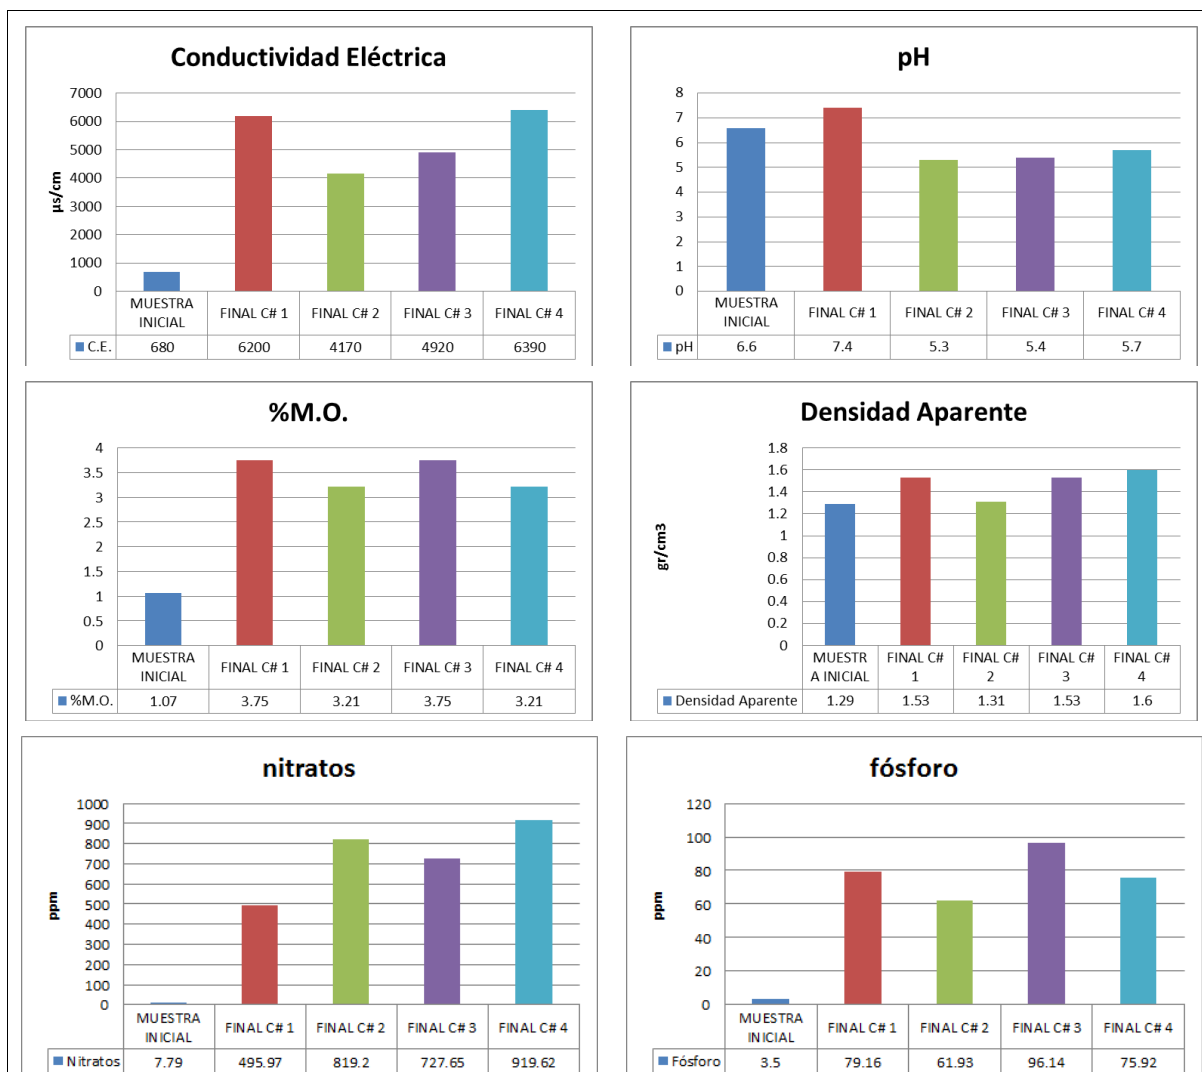 Conductividad Eléctrica
µs/cm
7000
6000
5000
4000
3000
2000
1000
0
MUESTRA INICIAL FINAL C# 1 FINAL C# 2 FINAL C# 3 FINAL C# 4
C.E. 680 6200 4170 4920 6390
pH
8
7
6
5
4
3
2
1
0
MUESTRA INICIAL FINAL C# 1 FINAL C# 2 FINAL C# 3 FINAL C# 4
pH 6.6 7.4 5.3 5.4 5.7
%M.O.
4
3.5
3
2.5
2
1.5
1
0.5
0
MUESTRA INICIAL FINAL C# 1 FINAL C# 2 FINAL C# 3 FINAL C# 4
%M.O. 1.07 3.75 3.21 3.75 3.21
Densidad Aparente
gr/cm3
1.8
1.6
1.4
1.2
1
0.8
0.6
0.4
0.2
0
MUESTR A INICIAL FINAL C# 1 FINAL C# 2 FINAL C# 3 FINAL C# 4
Densidad Aparente 1.29 1.53 1.31 1.53 1.6
nitratos
ppm
1000
900
800
700
600
500
400
300
200
100
0
MUESTRA INICIAL FINAL C# 1 FINAL C# 2 FINAL C# 3 FINAL C# 4
Nitratos 7.79 495.97 819.2 727.65 919.62
fósforo
ppm
120
100
80
60
40
20
0
MUESTRA INICIAL FINAL C# 1 FINAL C# 2 FINAL C# 3 FINAL C# 4
Fósforo 3.5 79.16 61.93 96.14 75.92